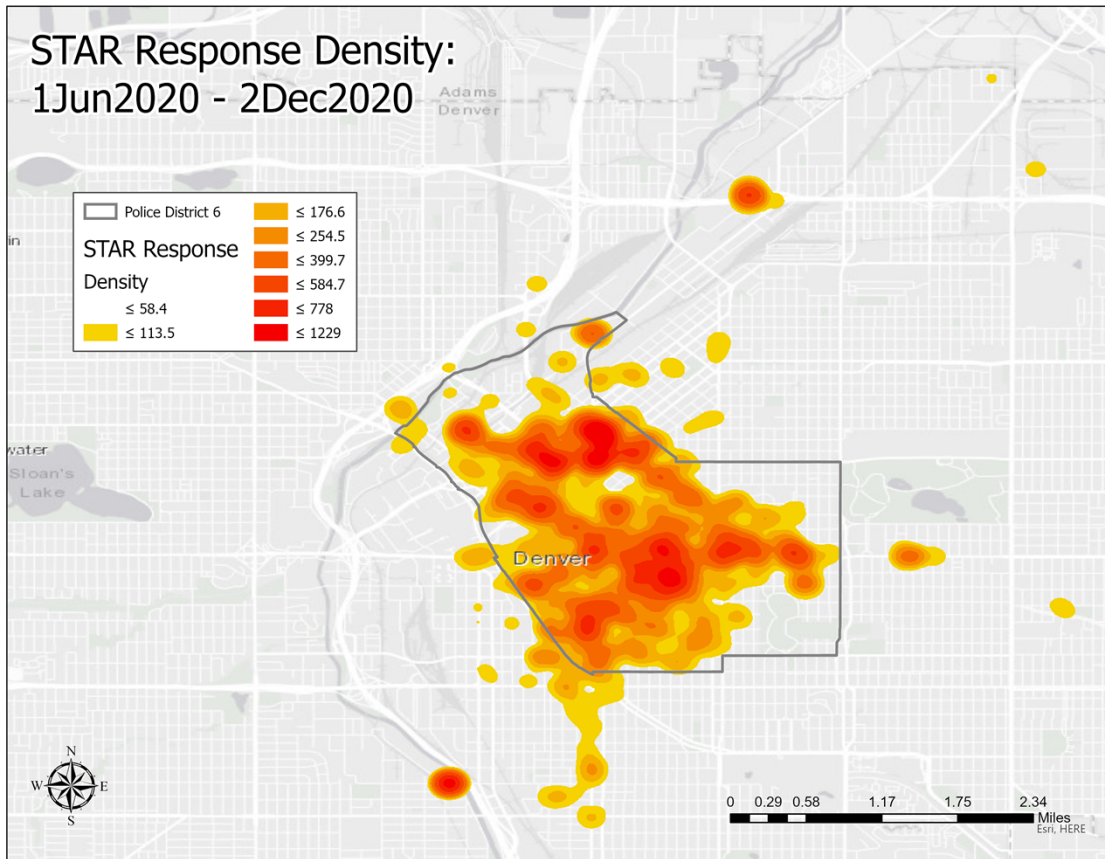 STAR Response Density:
1Jun2020 - 2Dec2020
Adams
Denver
Police District 6
STAR Response
Density
≤ 58.4
≤ 113.5
≤ 176.6
≤ 254.5
≤ 399.7
≤ 584.7
≤ 778
≤ 1229
in
water
Sloan's
Lake
Denver
N
W
E
S
0 0.29 0.58 1.17 1.75 2.34
Miles
Esri, HERE